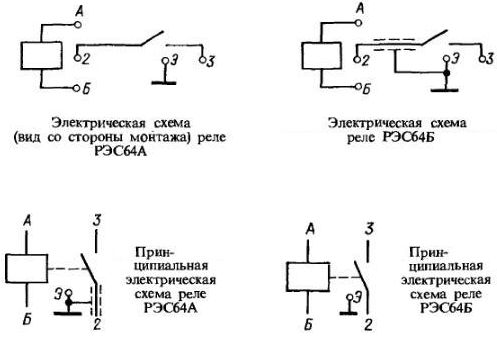 А
2
Э
3
Б
Электрическая схема
(вид со стороны монтажа) реле
РЭС64А
А
2
Э
3
Б
Электрическая схема
реле РЭС64Б
А
3
Э
Б
2
Прин-
ципиальная
электрическая
схема реле
РЭС64А
А
3
Э
Б
2
Прин-
ципиальная
электрическая
схема реле
РЭС64Б